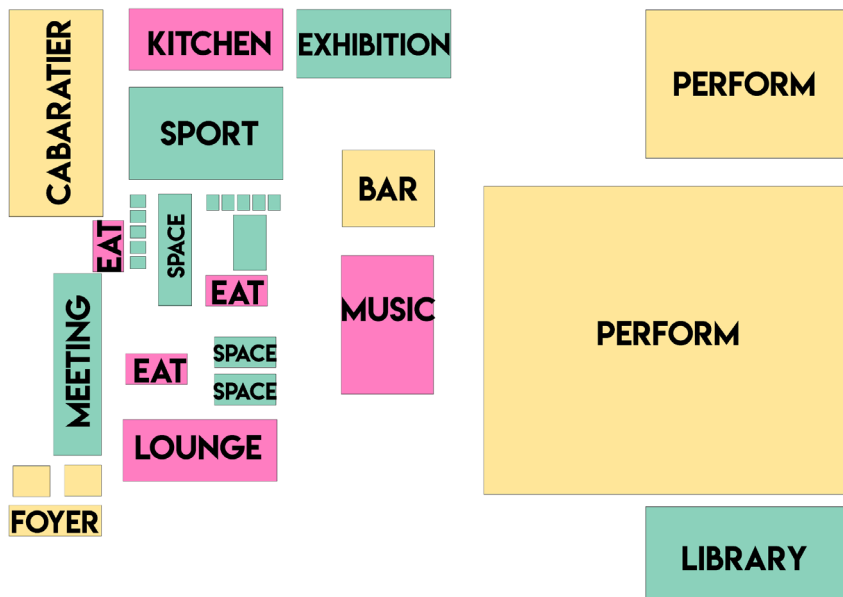 CABARATIER
KITCHEN
EXHIBITION
PERFORM
SPORT
BAR
EAT
SPACE
EAT
MUSIC
PERFORM
MEETING
EAT
SPACE
SPACE
LOUNGE
FOYER
LIBRARY